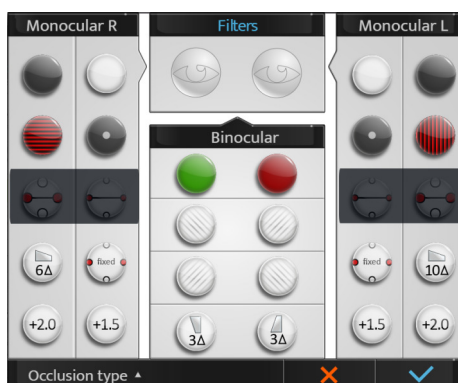 Monocular R
Filters
Monocular L
Binocular
6Δ
fixed
fixed
10Δ
+2.0
+1.5
3Δ
3Δ
+1.5
+2.0
Occlusion type ▲